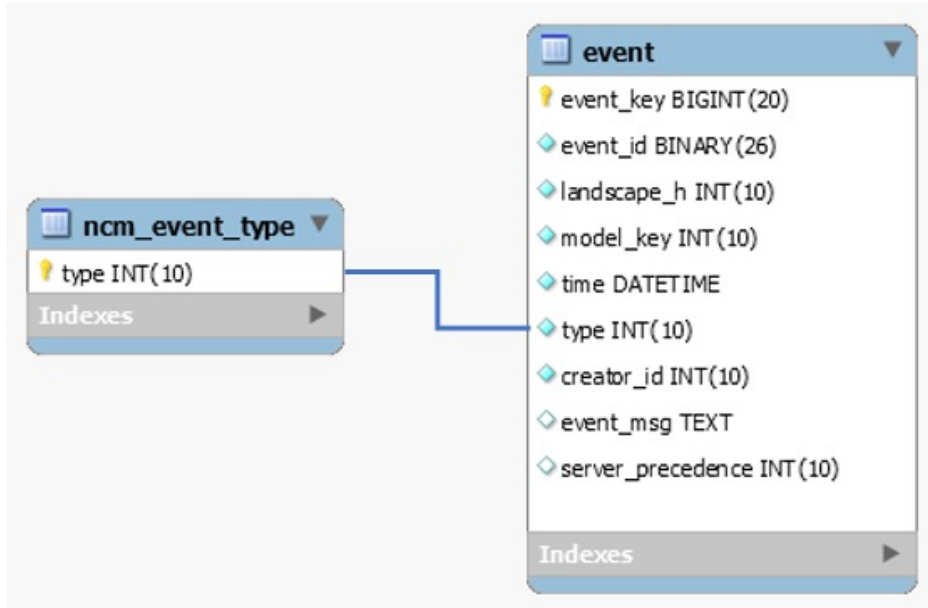 ncm_event_type
type INT(10)
Indexes
event
event_key BIGINT(20)
event_id BINARY(26)
landscape_h INT(10)
model_key INT(10)
time DATETIME
type INT(10)
creator_id INT(10)
event_msg TEXT
server_precedence INT(10)
Indexes